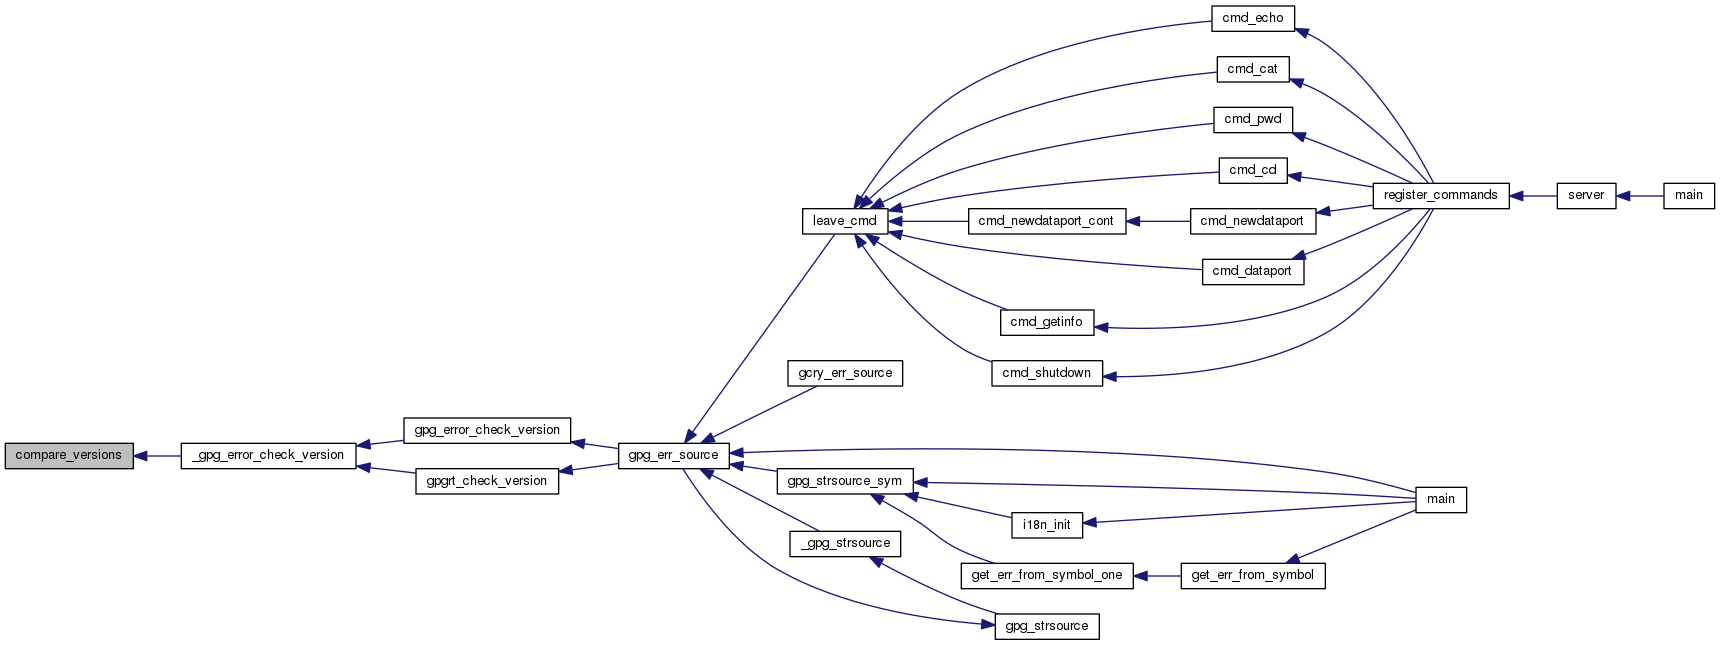 cmd_echo
cmd_cat
cmd_pwd
cmd_cd
register_commands
server
main
leave_cmd
cmd_newdataport_cont
cmd_newdataport
cmd_dataport
cmd_getinfo
cmd_shutdown
gcry_err_source
gpg_error_check_version
compare_versions
_gpg_error_check_version
gpg_err_source
gpgrt_check_version
gpg_strsource_sym
main
i18n_init
_gpg_strsource
get_err_from_symbol_one
get_err_from_symbol
gpg_strsource